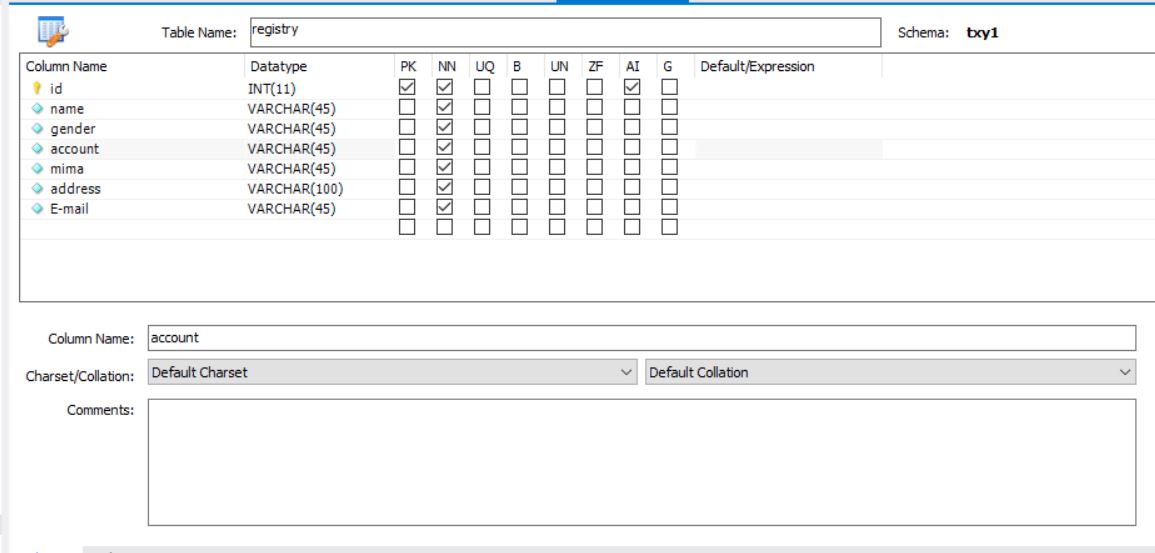 Table Name: registry Schema: txy1
Column Name Datatype PK NN UQ B UN ZF AI G Default/Expression
id INT(11)
name VARCHAR(45)
gender VARCHAR(45)
account VARCHAR(45)
mima VARCHAR(45)
address VARCHAR(100)
E-mail VARCHAR(45)
Column Name: account
Charset/Collation: Default Charset Default Collation
Comments: